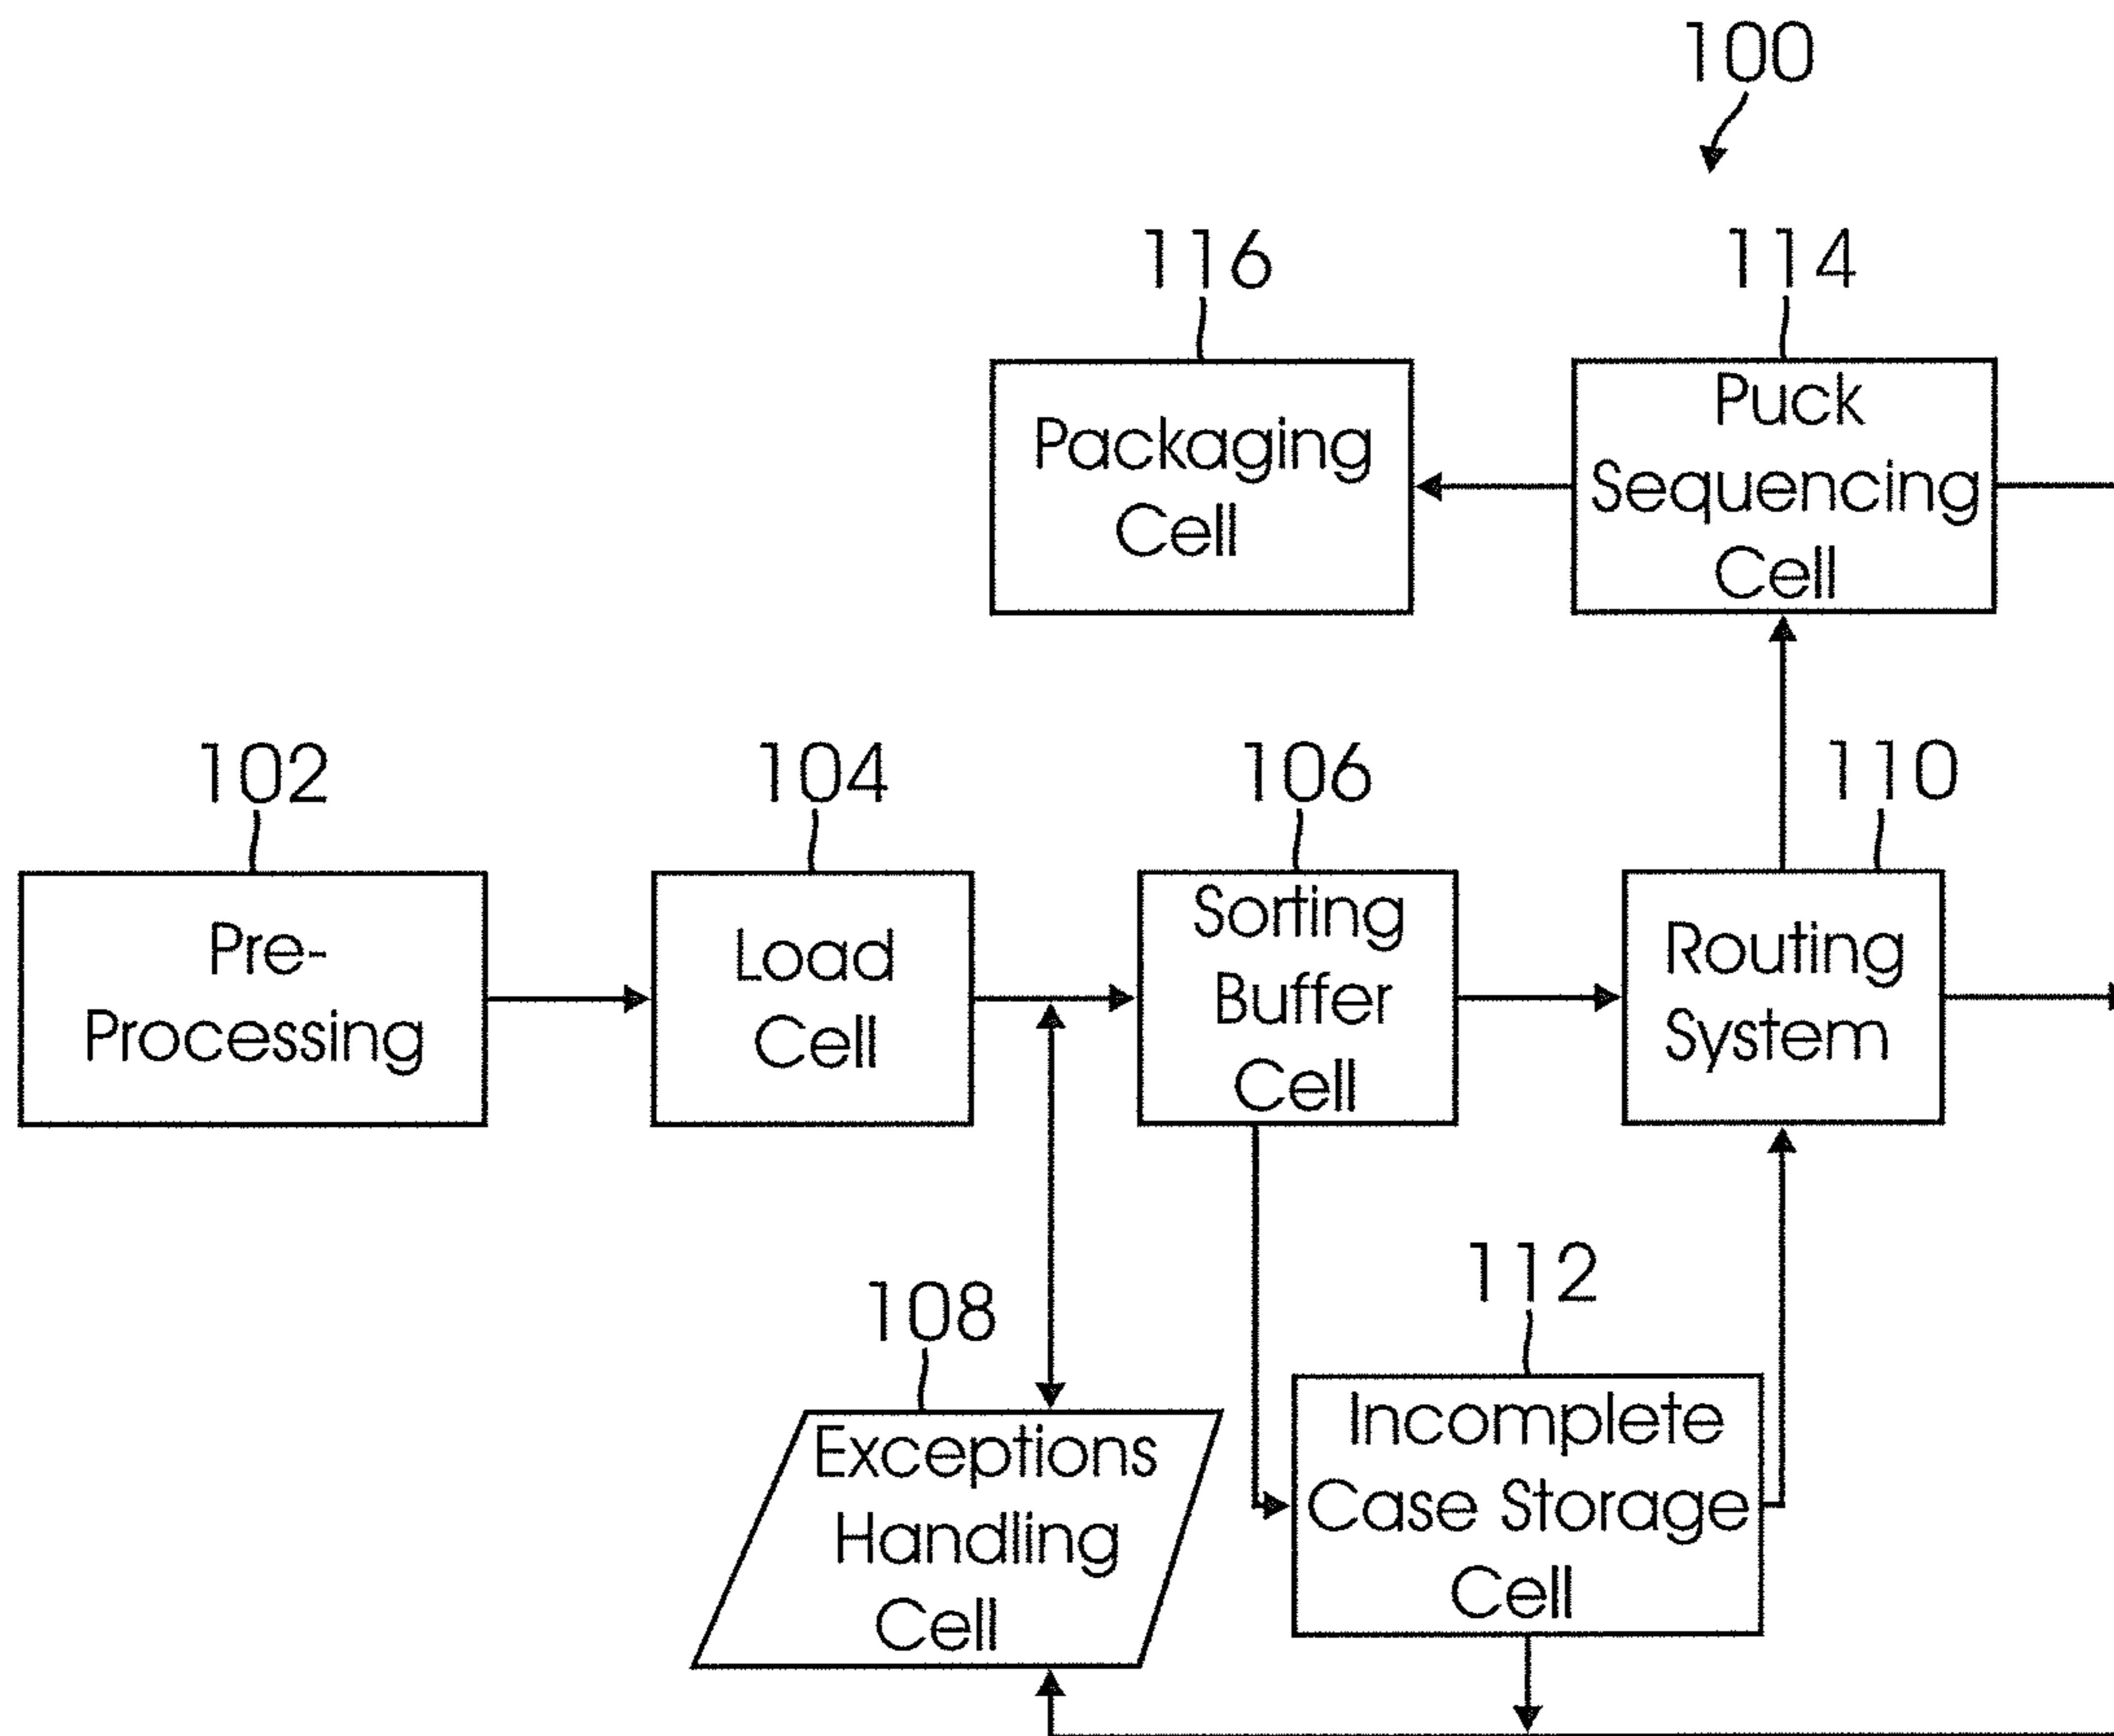 100
116
114
Packaging
Cell
Puck
Sequencing
Cell
102
104
106
110
Pre-
Processing
Load
Cell
Sorting
Buffer
Cell
Routing
System
108
112
Exceptions
Handling
Cell
Incomplete
Case Storage
Cell